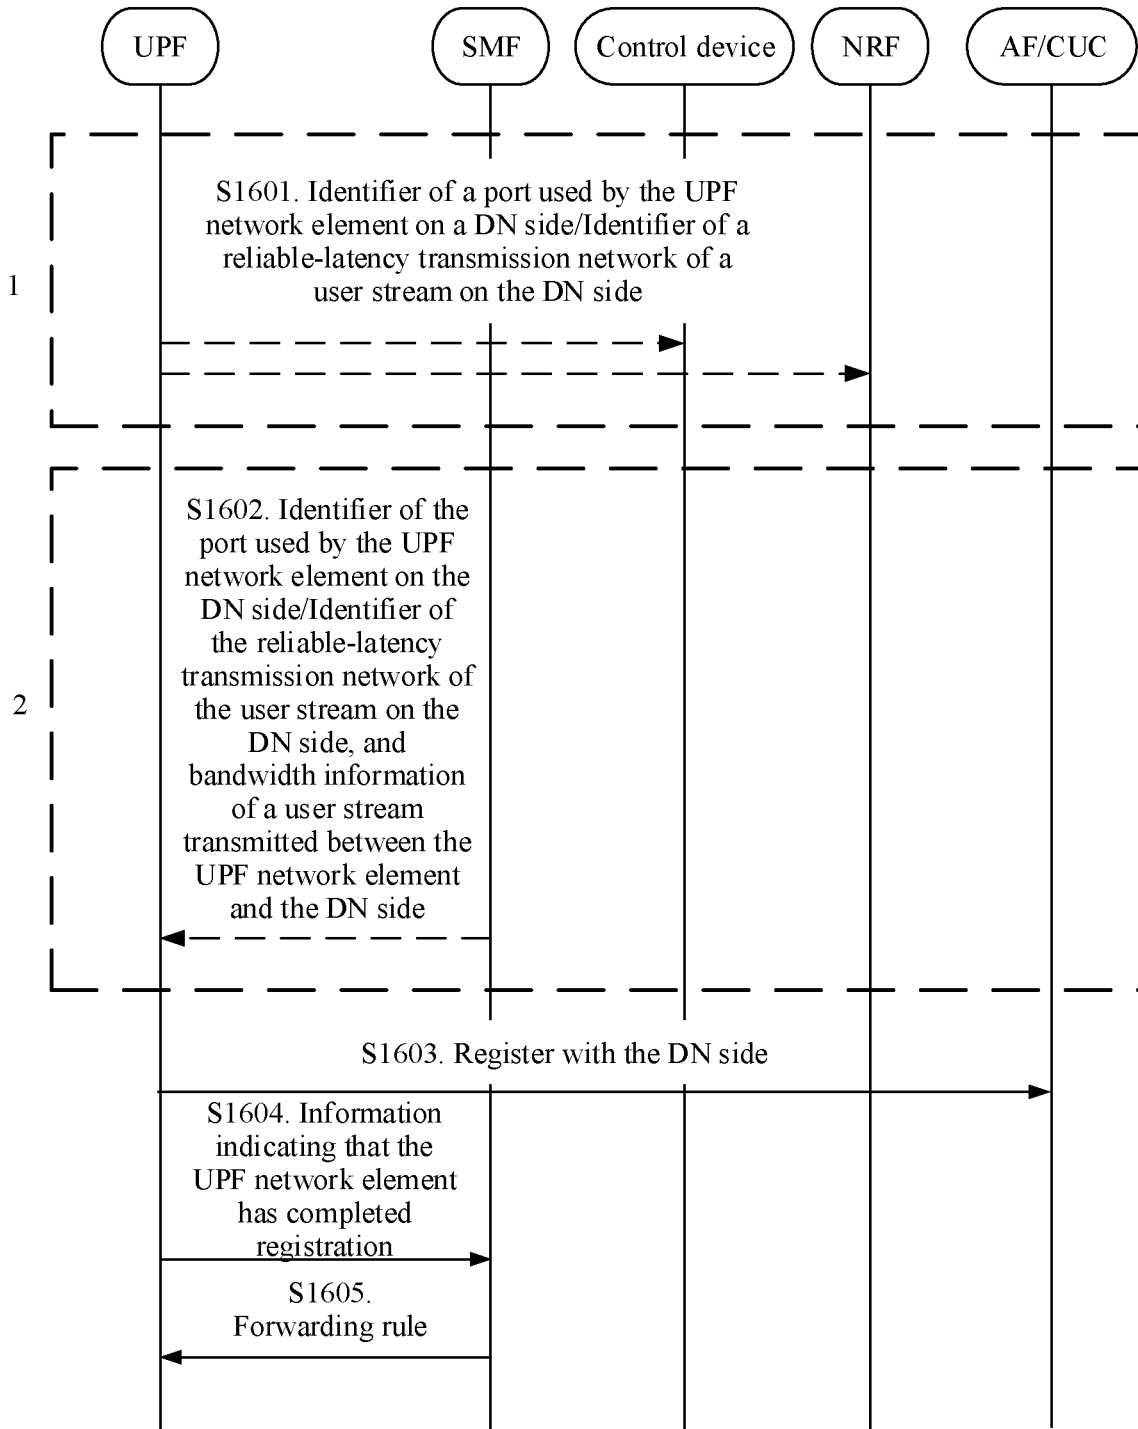 UPF
SMF
Control device
NRF
AF/CUC
1
S1601. Identifier of a port used by the UPF
network element on a DN side/Identifier of a
reliable-latency transmission network of a
user stream on the DN side
2
S1602. Identifier of the
port used by the UPF
network element on the
DN side/Identifier of
the reliable-latency
transmission network of
the user stream on the
DN side, and
bandwidth information
of a user stream
transmitted between the
UPF network element
and the DN side
S1603. Register with the DN side
S1604. Information
indicating that the
UPF network element
has completed
registration
S1605.
Forwarding rule